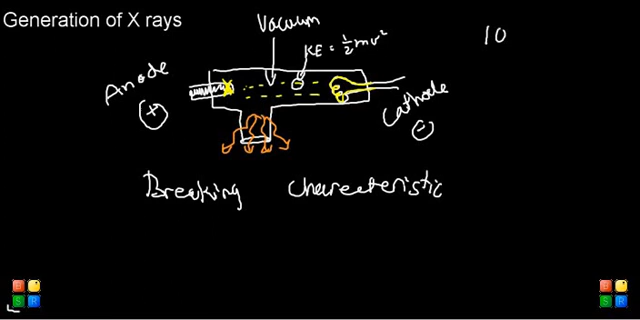 Generation of X rays
Vacuum
KE = ½mv²
10
Anode
+
Cathode
-
Breaking Charecteristic
B
S R
B
S R